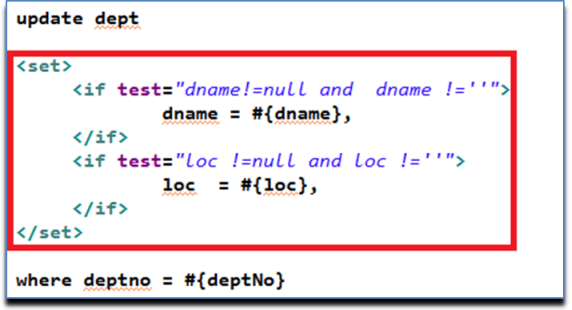 update dept
<set>
<if test="dname!=null and  dname !=''">
dname = #{dname},
</if>
<if test="loc !=null and loc !=''">
loc  = #{loc},
</if>
</set>
where deptno = #{deptNo}